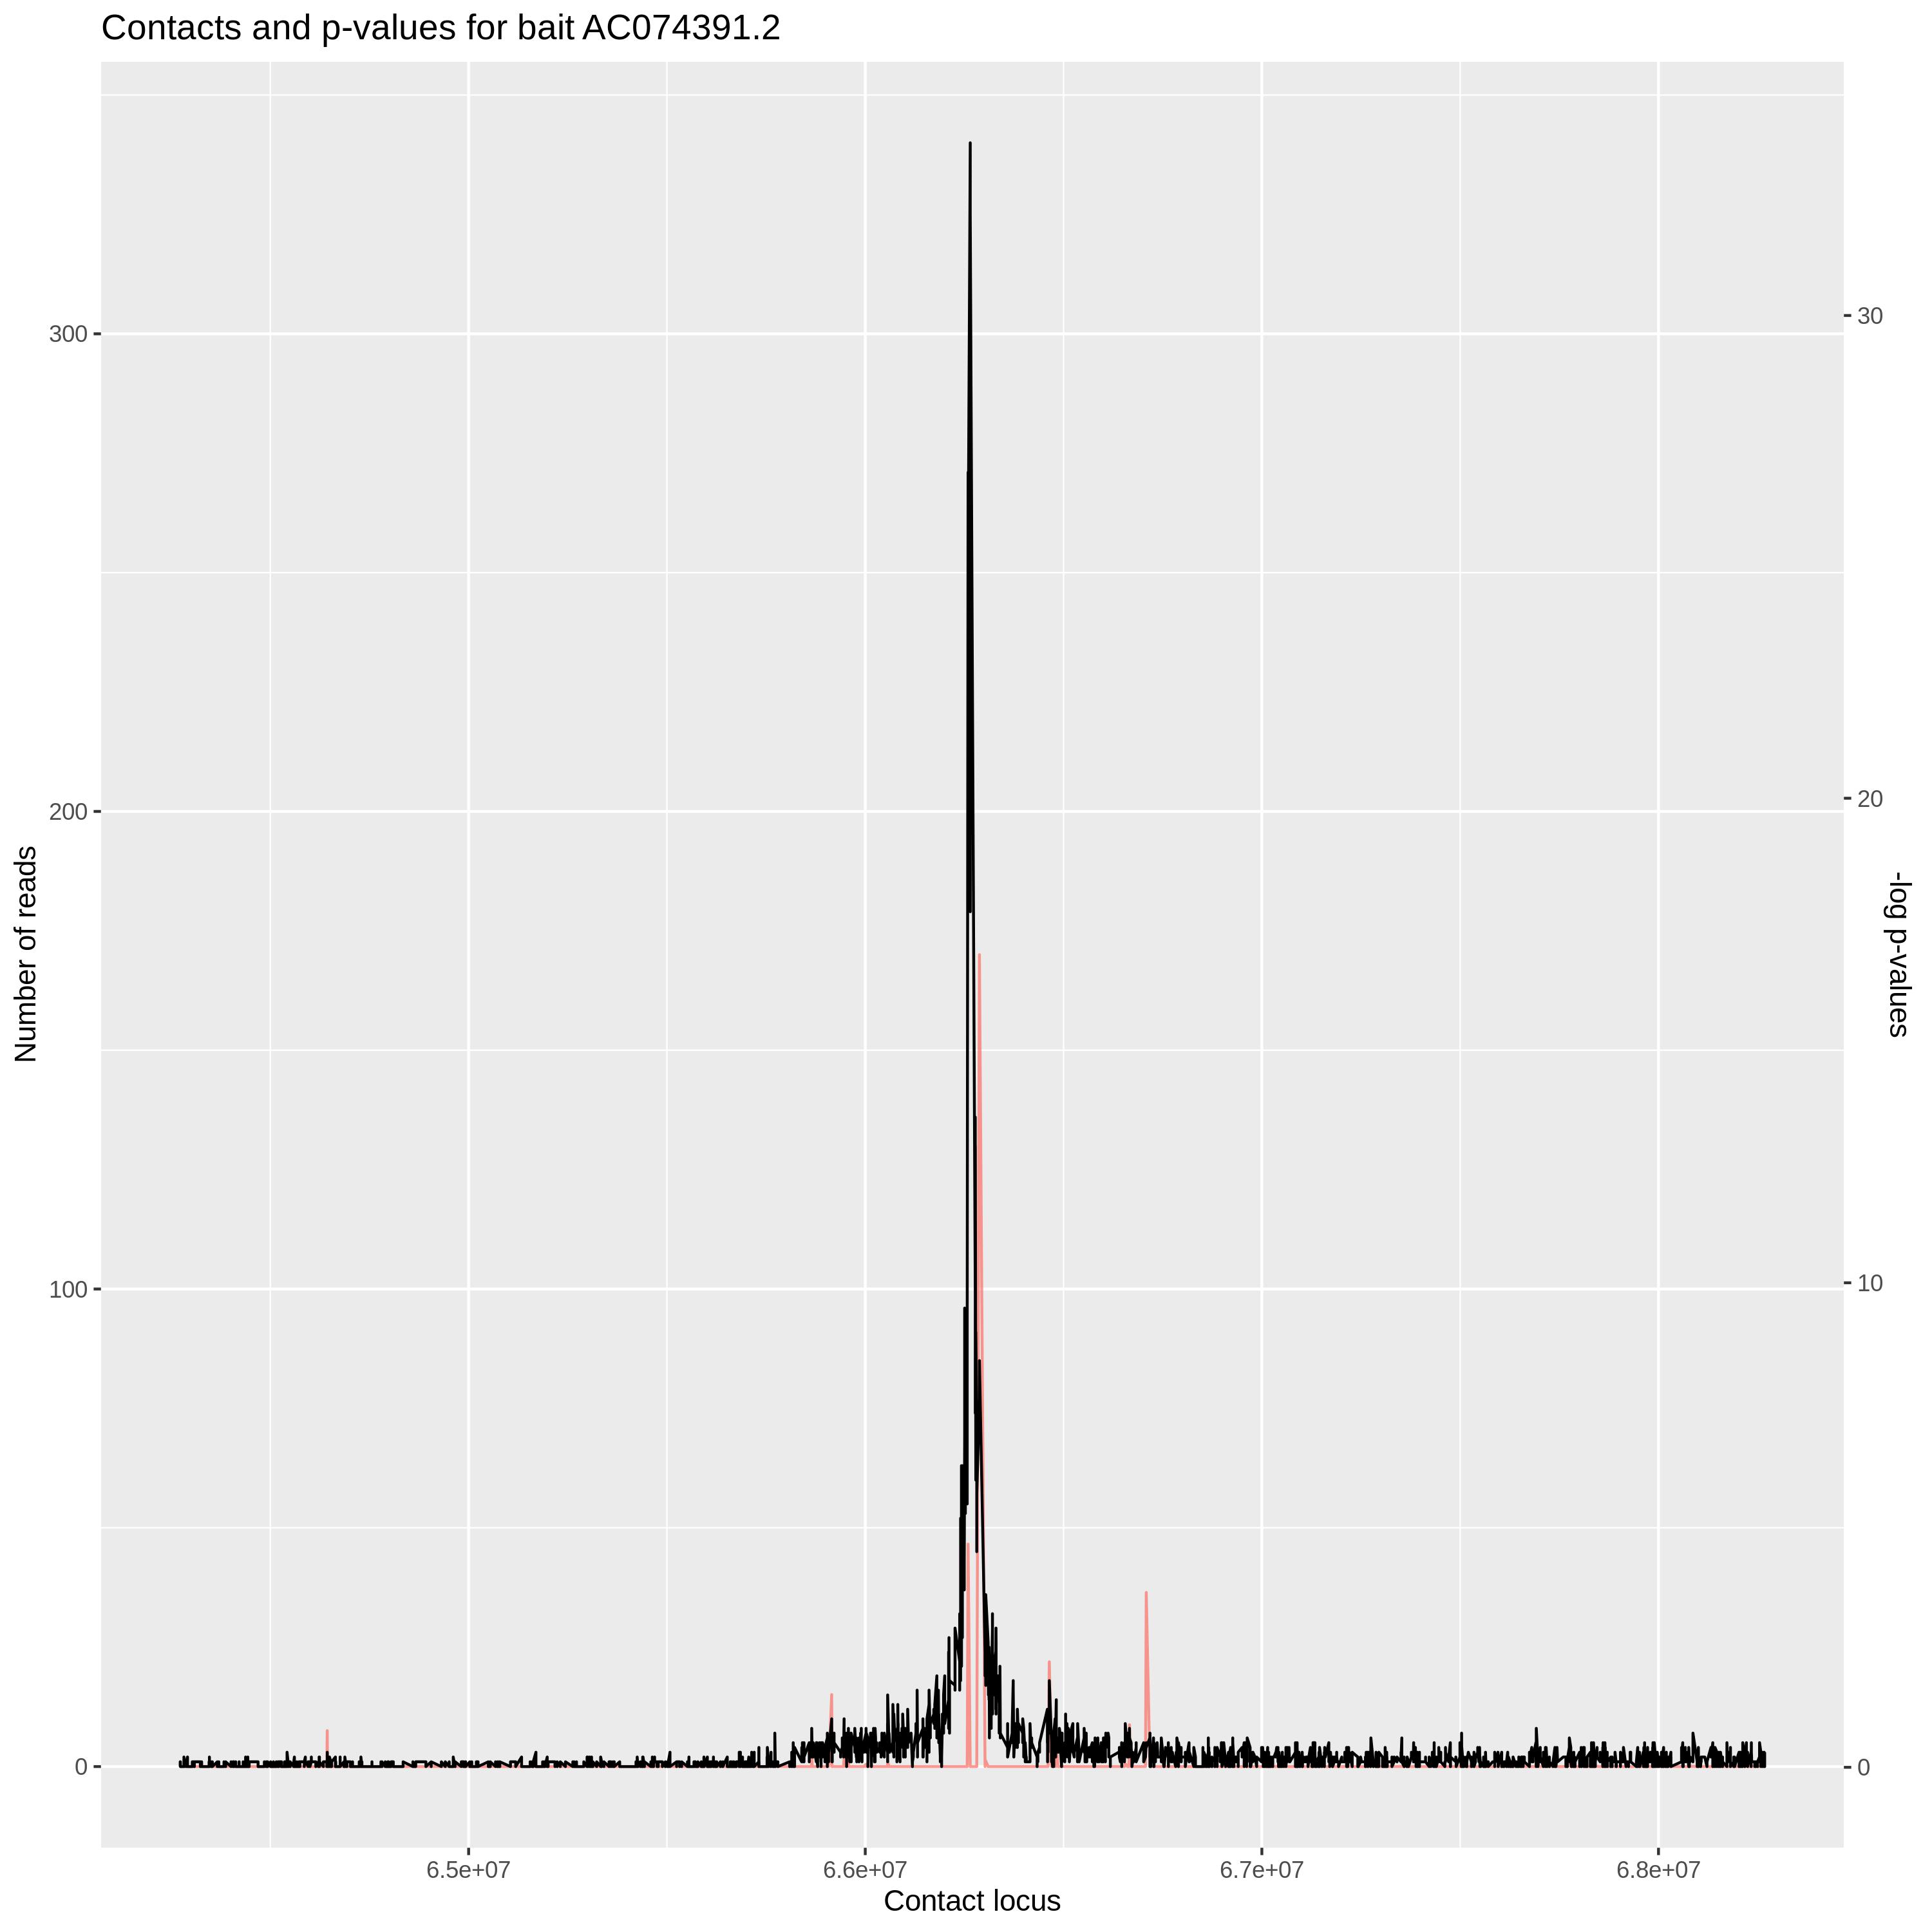 Contacts and p-values for bait AC074391.2
300
200
100
0
30
20
10
0
Number of reads
-log p-values
6.5e+07
6.6e+07
6.7e+07
6.8e+07
Contact locus